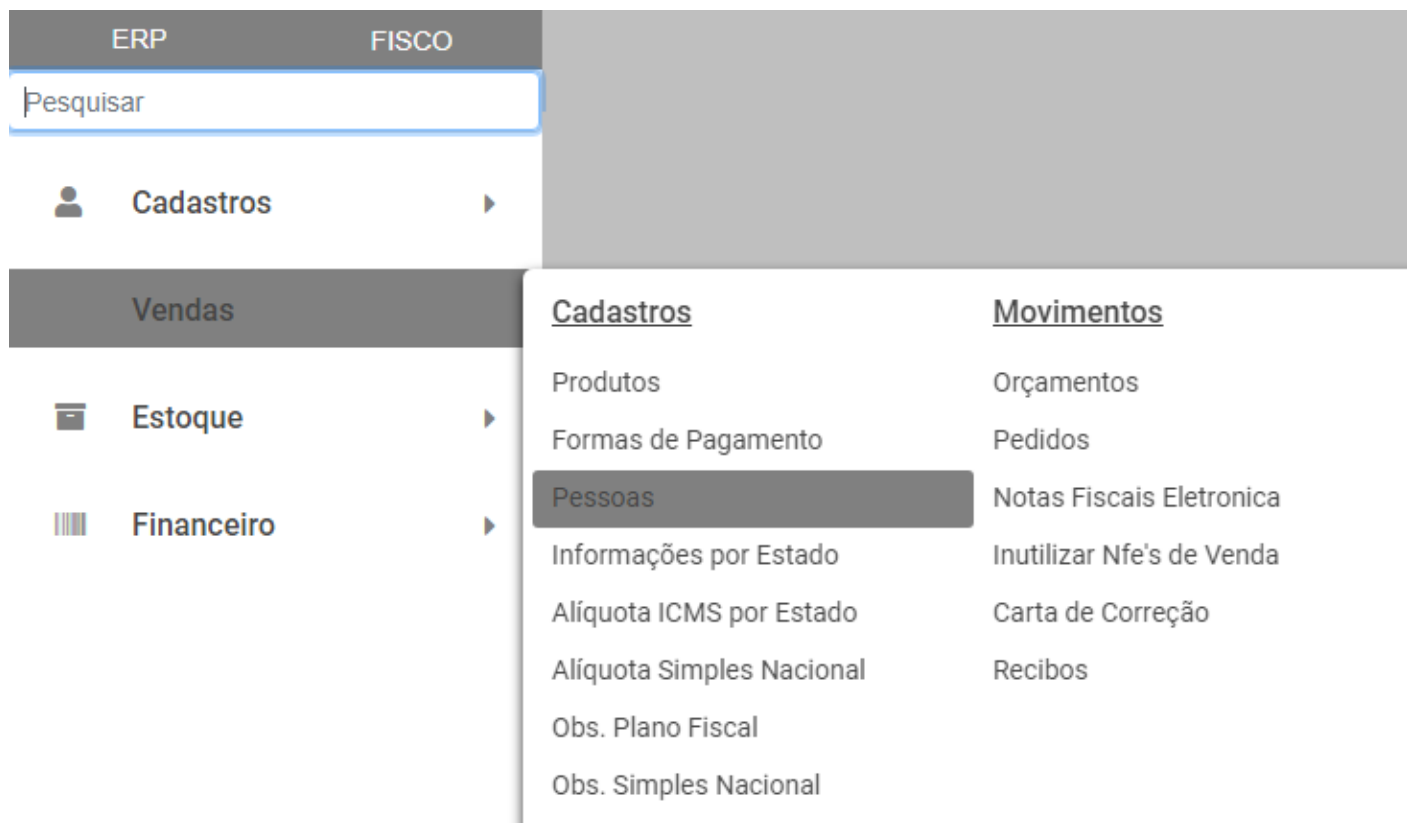 ERP FISCO
Pesquisar
Cadastros
Vendas
Estoque
Financeiro
Cadastros
Produtos
Formas de Pagamento
Pessoas
Informações por Estado
Alíquota ICMS por Estado
Alíquota Simples Nacional
Obs. Plano Fiscal
Obs. Simples Nacional
Movimentos
Orçamentos
Pedidos
Notas Fiscais Eletronica
Inutilizar Nfe's de Venda
Carta de Correção
Recibos